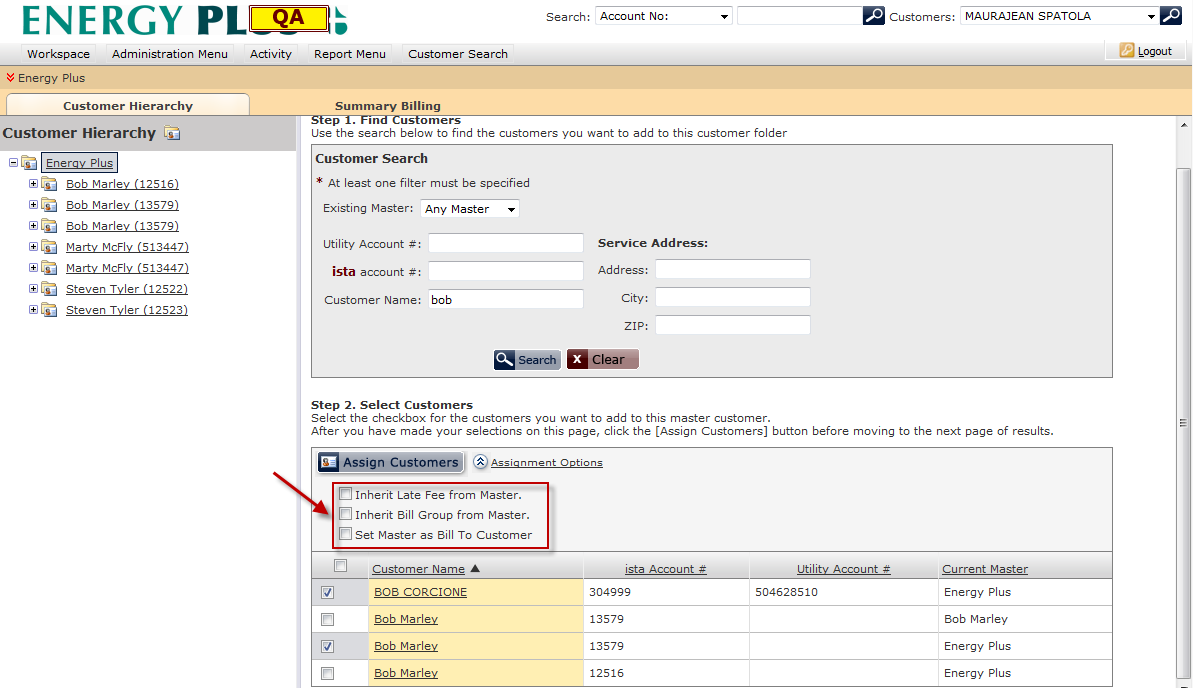 ENERGY PL QA S
Search: Account No: Customers: MAURAJEAN SPATOLA
Workspace Administration Menu Activity Report Menu Customer Search Logout
Energy Plus
Customer Hierarchy Summary Billing
Customer Hierarchy
Energy Plus
Bob Marley (12516)
Bob Marley (13579)
Bob Marley (13579)
Marty McFly (513447)
Marty McFly (513447)
Steven Tyler (12522)
Steven Tyler (12523)
Step 1. Find Customers
Use the search below to find the customers you want to add to this customer folder
Customer Search
* At least one filter must be specified
Existing Master: Any Master
Utility Account #: Service Address:
ista account #: Address:
Customer Name: bob City:
ZIP:
Search X Clear
Step 2. Select Customers
Select the checkbox for the customers you want to add to this master customer.
After you have made your selections on this page, click the [Assign Customers] button before moving to the next page of results.
Assign Customers Assignment Options
Inherit Late Fee from Master.
Inherit Bill Group from Master.
Set Master as Bill To Customer
Customer Name ista Account # Utility Account # Current Master
BOB CORCIONE 304999 504628510 Energy Plus
Bob Marley 13579 Bob Marley
Bob Marley 13579 Energy Plus
Bob Marley 12516 Energy Plus